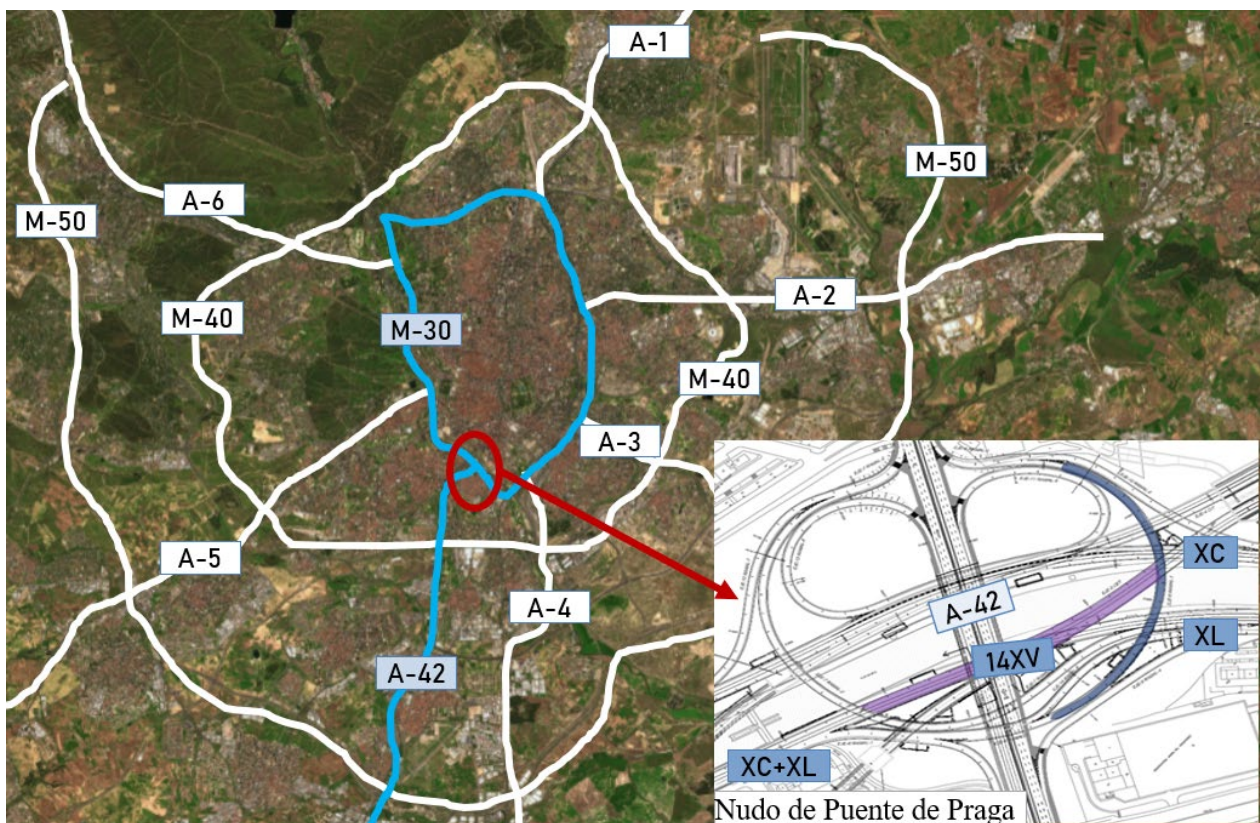 A-1
M-50
A-6
M-50
A-2
M-40
M-30
M-40
A-3
A-5
A-4
A-42
XC
A-42
XL
14XV
XC+XL
Nudo de Puente de Praga